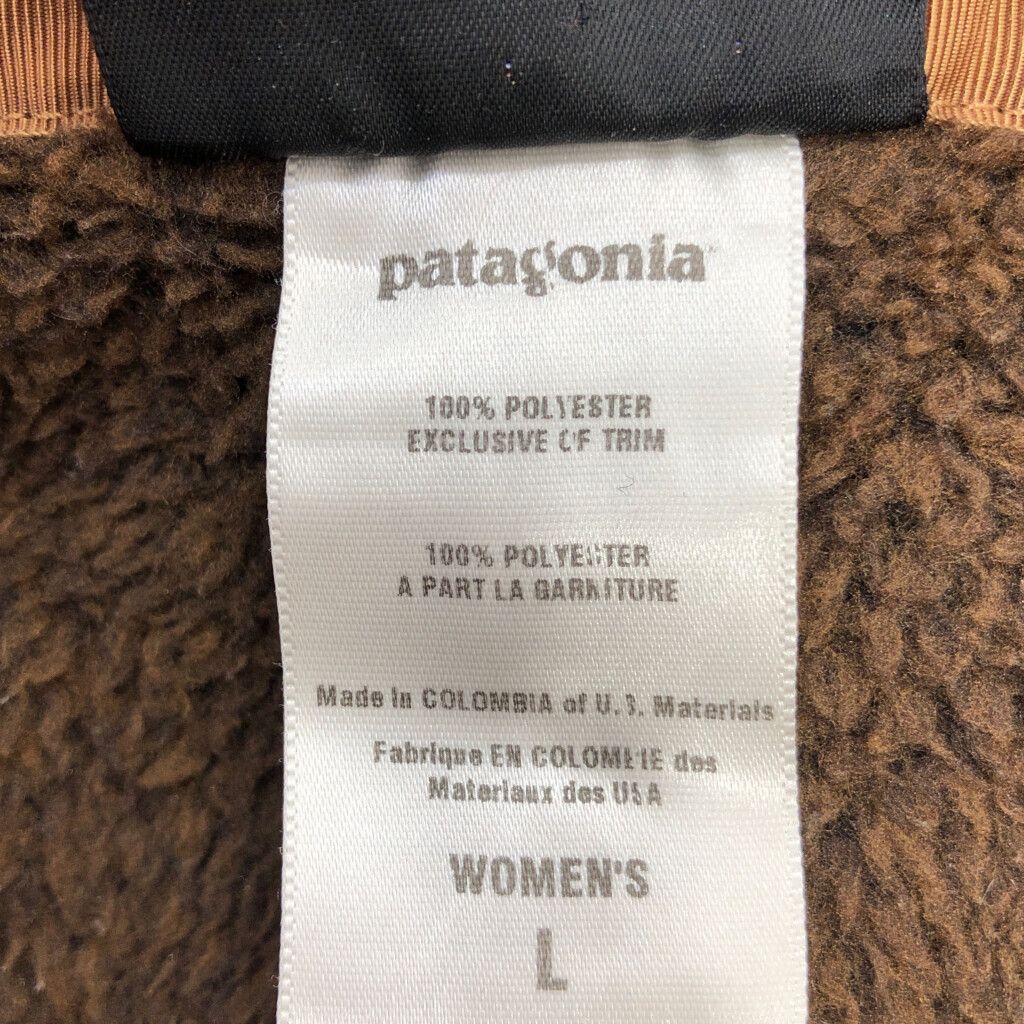 patagonia
100% POLYESTER
EXCLUSIVE OF TRIM
100% POLYESTER
A PART LA GARNITURE
Made in COLOMBIA of U.S. Materials
Fabrique EN COLOMBIE des
Materiaux des USA
WOMEN'S
L